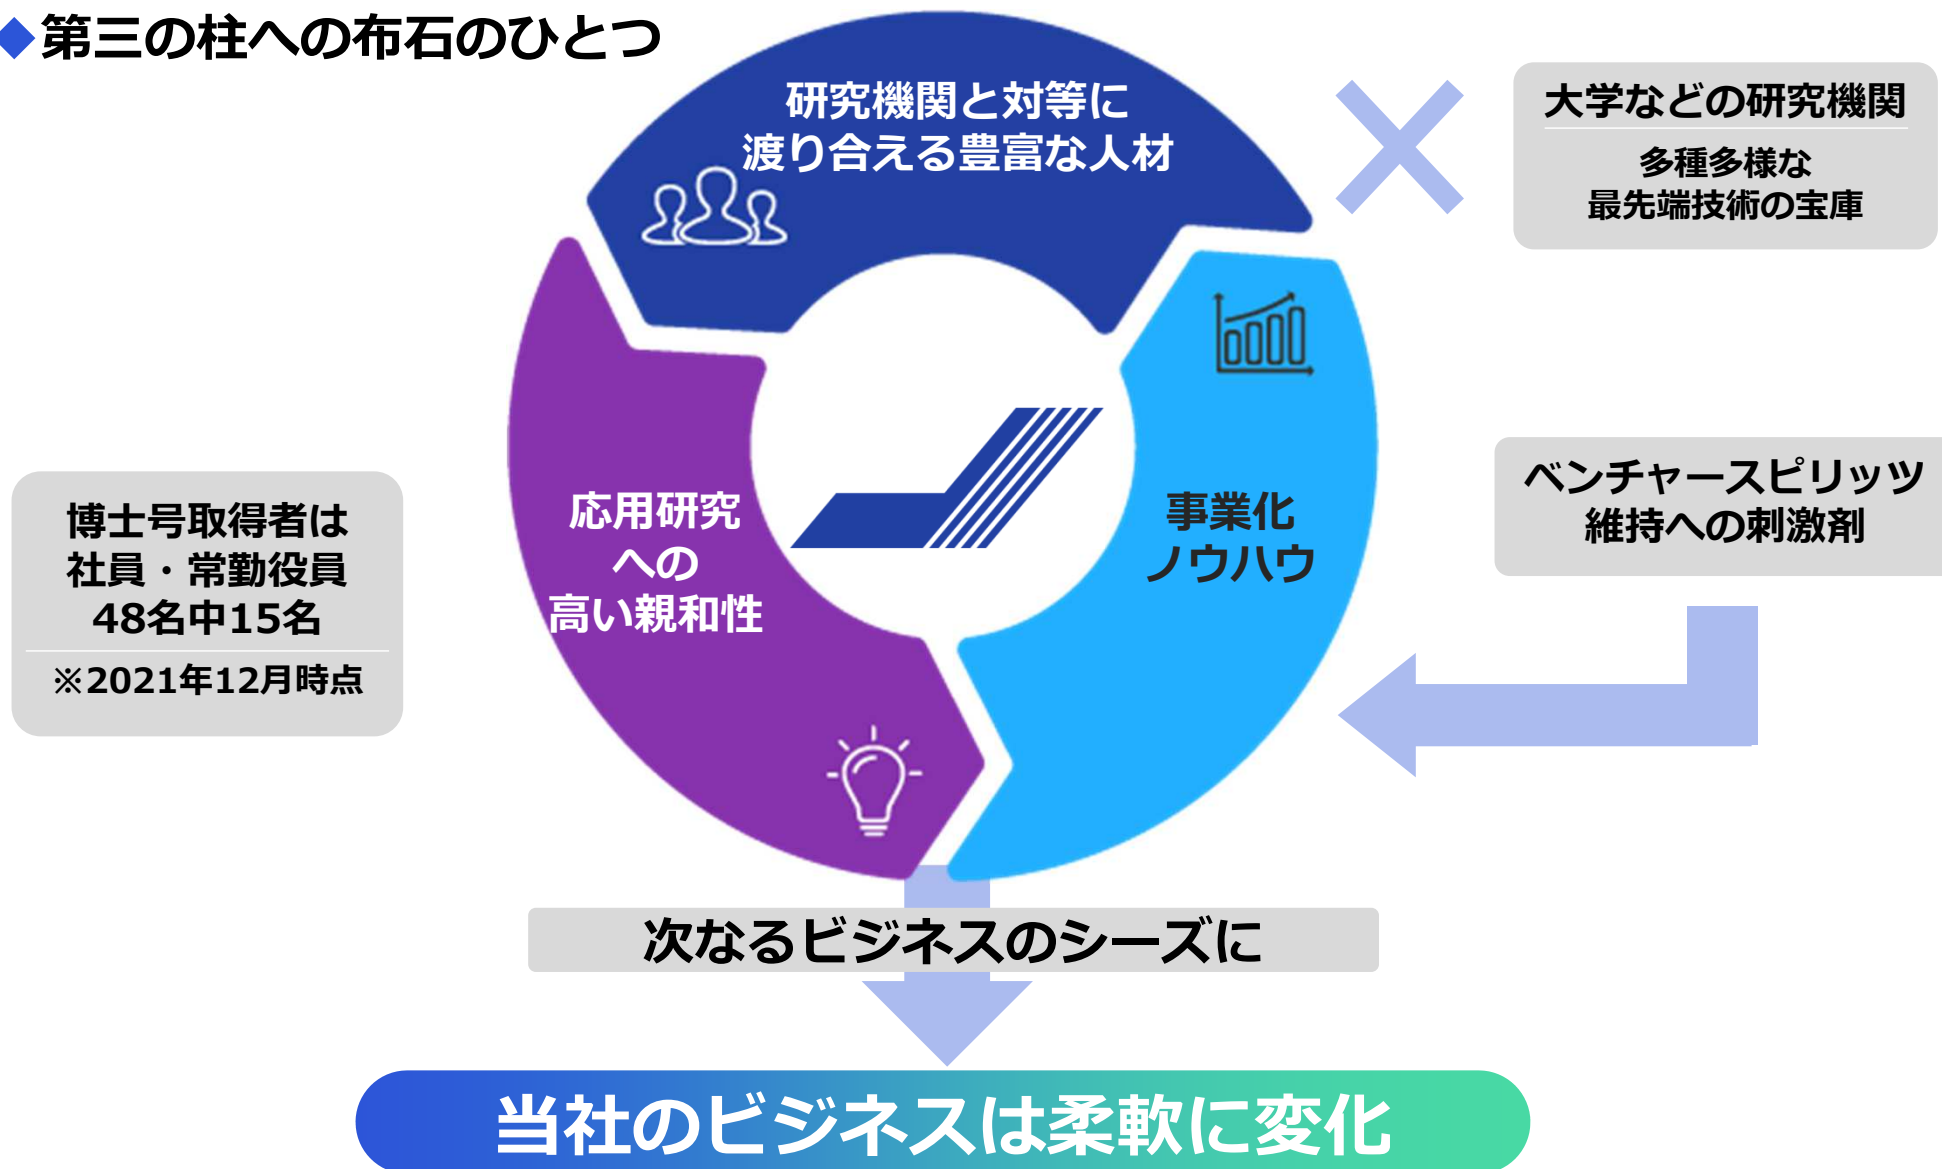 ◆第三の柱への布石のひとつ
研究機関と対等に
渡り合える豊富な人材
大学などの研究機関
多種多様な
最先端技術の宝庫
応用研究
への
高い親和性
事業化
ノウハウ
ベンチャースピリッツ
維持への刺激剤
博士号取得者は
社員・常勤役員
48名中15名
※2021年12月時点
次なるビジネスのシーズに
当社のビジネスは柔軟に変化